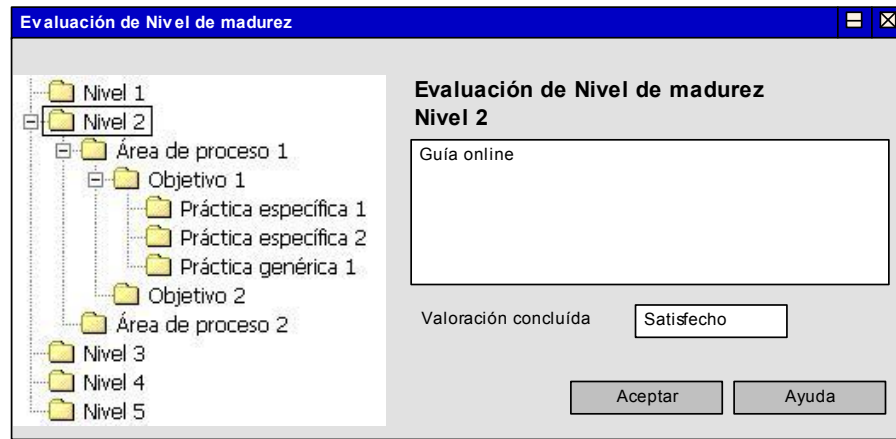 Evaluación de Nivel de madurez
Nivel 1
Nivel 2
Área de proceso 1
Objetivo 1
Práctica específica 1
Práctica específica 2
Práctica genérica 1
Objetivo 2
Área de proceso 2
Nivel 3
Nivel 4
Nivel 5
Evaluación de Nivel de madurez
Nivel 2
Guía online
Valoración concluída
Satisfecho
Aceptar
Ayuda